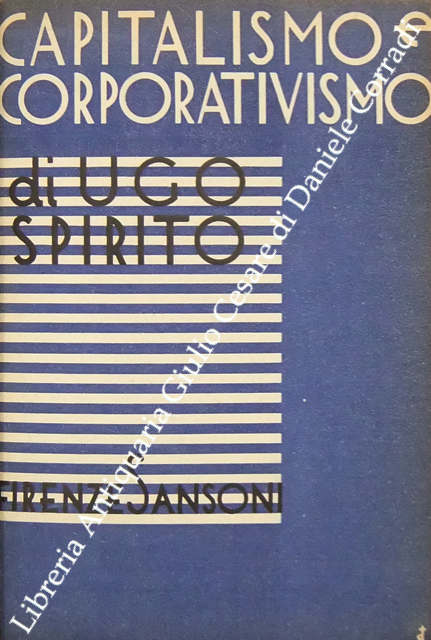 CAPITALISMO
CORPORATIVISMO
di UGO
SPIRITO
FIRENZE SANSONI
Libreria Antiquaria Giulio Cesare di Daniele Corradi